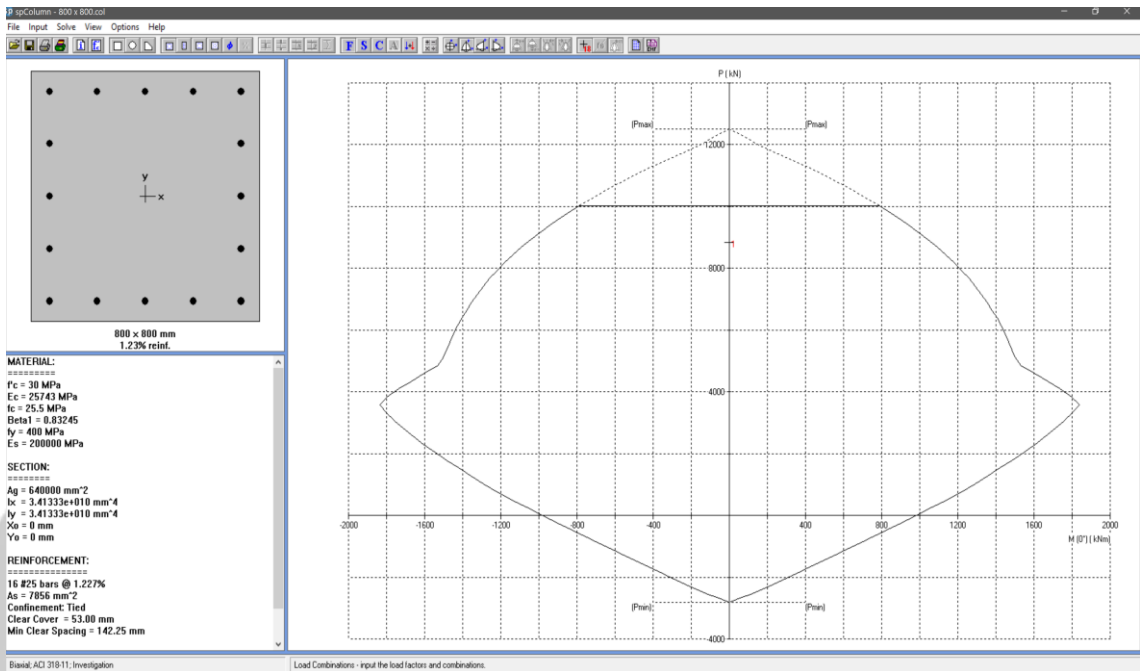 spColumn - 800 x 800.col
File Input Solve View Options Help
F S C A
y
x
800 x 800 mm
1.23% reinf.
MATERIAL:
=========
f'c = 30 MPa
Ec = 25743 MPa
fc = 25.5 MPa
Beta1 = 0.83245
fy = 400 MPa
Es = 200000 MPa
SECTION:
========
Ag = 640000 mm^2
Ix = 3.41333e+010 mm^4
Iy = 3.41333e+010 mm^4
Xo = 0 mm
Yo = 0 mm
REINFORCEMENT:
==============
16 #25 bars @ 1.227%
As = 7856 mm^2
Confinement: Tied
Clear Cover = 53.00 mm
Min Clear Spacing = 142.25 mm
P ( kN)
(Pmax) (Pmax)
12000
1
8000
4000
-2000 -1600 -1200 -800 -400 400 800 1200 1600 2000
M (0°) ( kNm)
(Pmin) (Pmin)
-4000
Biaxial; ACI 318-11; Investigation
Load Combinations - input the load factors and combinations.